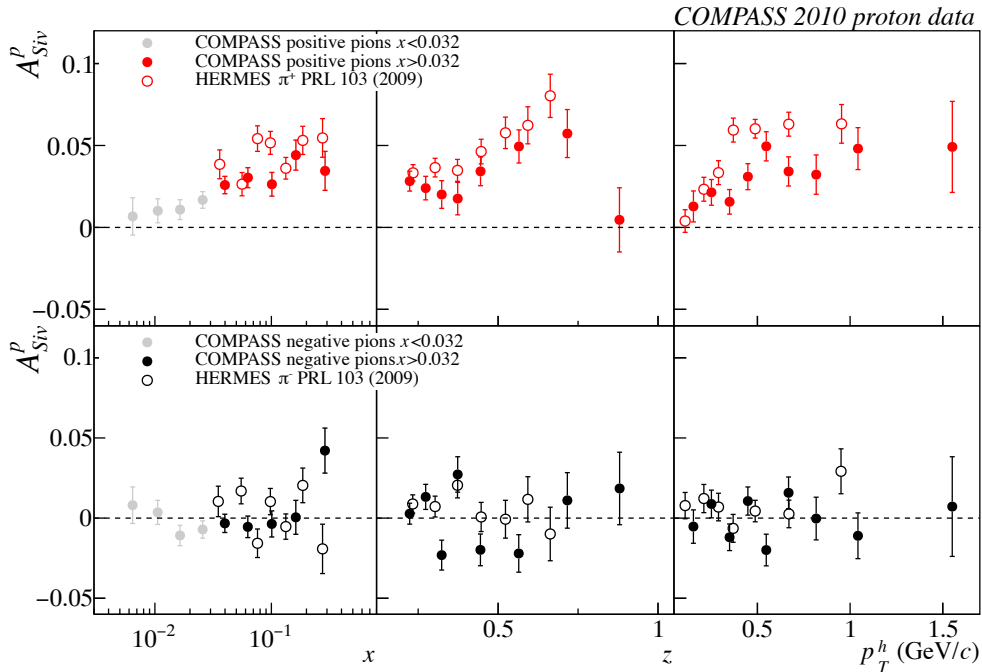 COMPASS 2010 proton data
A^p_Siv
0.1
0.05
0
−0.05
COMPASS positive pions x<0.032
COMPASS positive pions x>0.032
HERMES π⁺ PRL 103 (2009)
A^p_Siv
0.1
0.05
0
−0.05
COMPASS negative pions x<0.032
COMPASS negative pions x>0.032
HERMES π⁻ PRL 103 (2009)
10⁻² 10⁻¹ 0.5 1 0.5 1 1.5
x z p_T^h (GeV/c)